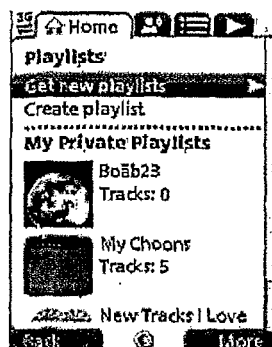 Home
Playlists
Get new playlists
Create playlist
My Private Playlists
Boab23
Tracks: 0
My Choons
Tracks: 5
New Tracks I Love
Back More